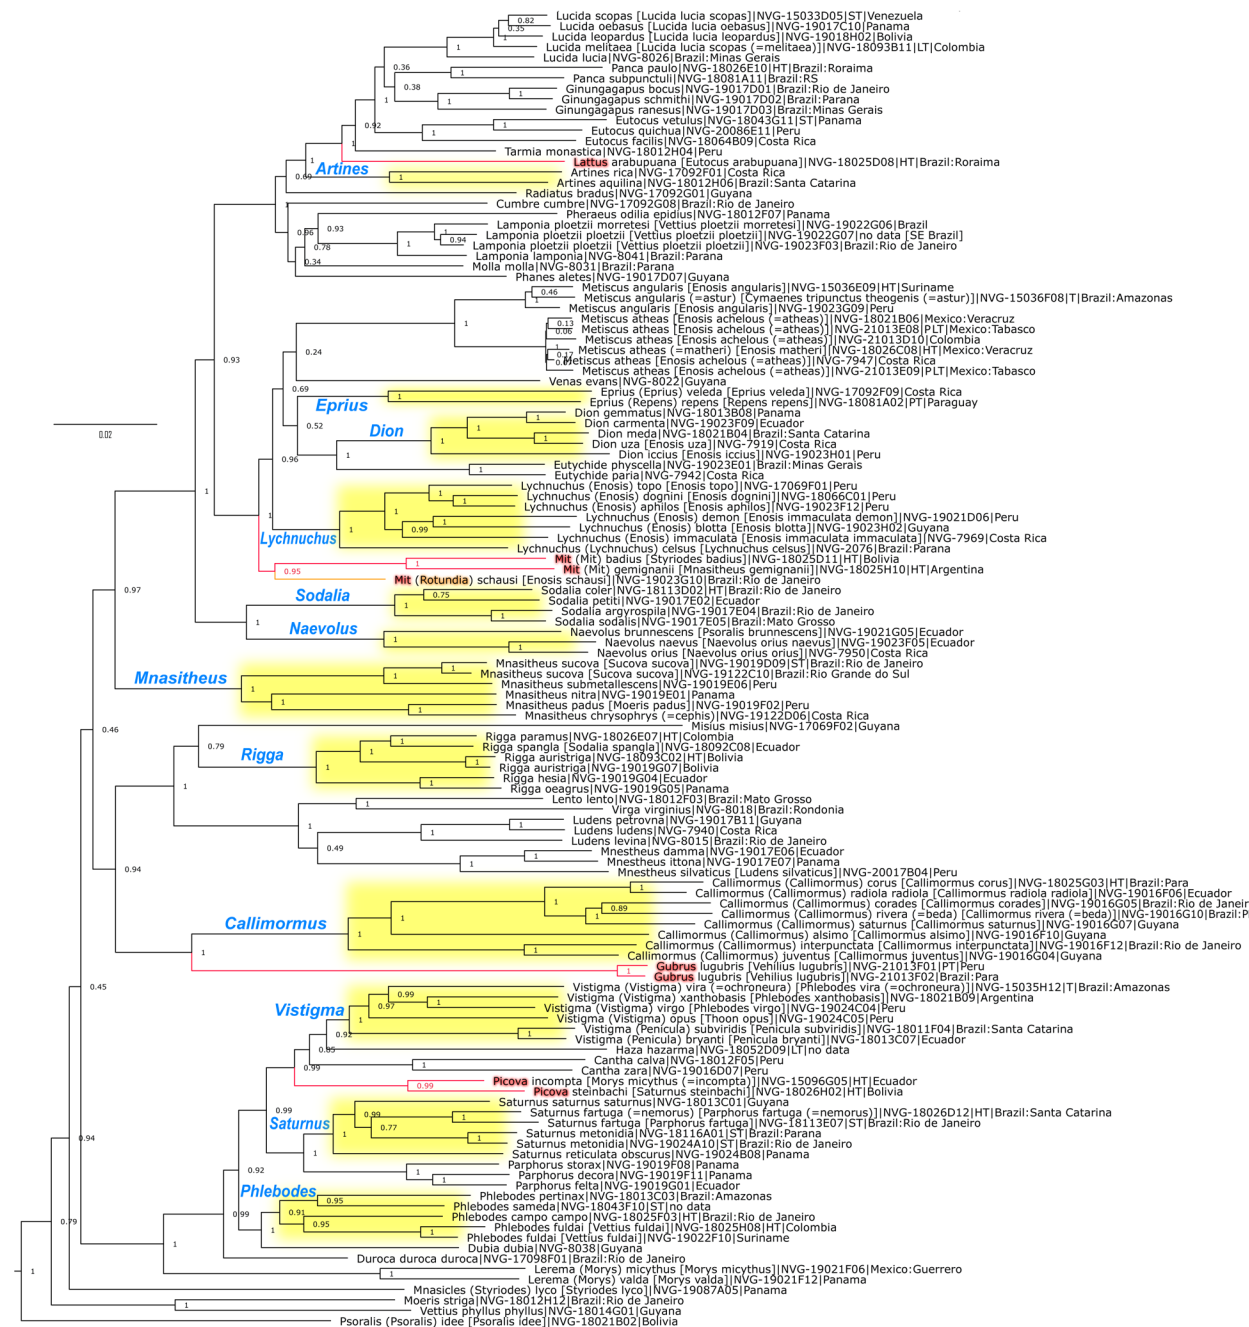 Lucida scopas [Lucida lucia scopas]|NVG-15033D05|ST|Venezuela
Lucida oebasus [Lucida lucia oebasus]|NVG-19017C10|Panama
Lucida leopardus [Lucida lucia leopardus]|NVG-19018H02|Bolivia
Lucida melitaea [Lucida lucia scopas (=melitaea)]|NVG-18093B11|LT|Colombia
Lucida lucia|NVG-8026|Brazil:Minas Gerais
Panca paulo|NVG-18026E10|HT|Brazil:Roraima
Panca subpunctuli|NVG-18081A11|Brazil:RS
Ginungagapus bocus|NVG-19017D01|Brazil:Rio de Janeiro
Ginungagapus schmithi|NVG-19017D02|Brazil:Parana
Ginungagapus ranesus|NVG-19017D03|Brazil:Minas Gerais
Eutocus vetulus|NVG-18043G11|ST|Panama
Eutocus quichua|NVG-20086E11|Peru
Eutocus facilis|NVG-18064B09|Costa Rica
Tarmia monastica|NVG-18012H04|Peru
Lattus arabupuana [Eutocus arabupuana]|NVG-18025D08|HT|Brazil:Roraima
Artines
Artines rica|NVG-17092F01|Costa Rica
Artines aquilina|NVG-18012H06|Brazil:Santa Catarina
Radiatus bradus|NVG-17092G01|Guyana
Cumbre cumbre|NVG-17092G08|Brazil:Rio de Janeiro
Pheraeus odilia epidius|NVG-18012F07|Panama
Lamponia ploetzii morretesi [Vettius ploetzii morretesi]|NVG-19022G06|Brazil
Lamponia ploetzii ploetzii [Vettius ploetzii ploetzii]|NVG-19022G07|no data [SE Brazil]
Lamponia ploetzii ploetzii [Vettius ploetzii ploetzii]|NVG-19023F03|Brazil:Rio de Janeiro
Lamponia lamponia|NVG-8041|Brazil:Parana
Molla molla|NVG-8031|Brazil:Parana
Phanes aletes|NVG-19017D07|Guyana
Metiscus angularis [Enosis angularis]|NVG-15036E09|HT|Suriname
Metiscus angularis (=astur) [Cymaenes tripunctus theogenis (=astur)]|NVG-15036F08|T|Brazil:Amazonas
Metiscus angularis [Enosis angularis]|NVG-19023G09|Peru
Metiscus atheas [Enosis achelous (=atheas)]|NVG-18021B06|Mexico:Veracruz
Metiscus atheas [Enosis achelous (=atheas)]|NVG-21013E08|PLT|Mexico:Tabasco
Metiscus atheas [Enosis achelous (=atheas)]|NVG-21013D10|Colombia
Metiscus atheas (=matheri) [Enosis matheri]|NVG-18026C08|HT|Mexico:Veracruz
Metiscus atheas [Enosis achelous (=atheas)]|NVG-7947|Costa Rica
Metiscus atheas [Enosis achelous (=atheas)]|NVG-21013E09|PLT|Mexico:Tabasco
Venas evans|NVG-8022|Guyana
Eprius
Eprius (Eprius) veleda [Eprius veleda]|NVG-17092F09|Costa Rica
Eprius (Repens) repens [Repens repens]|NVG-18081A02|PT|Paraguay
Dion
Dion gemmatus|NVG-18013B08|Panama
Dion carmenta|NVG-19023F09|Ecuador
Dion meda|NVG-18021B04|Brazil:Santa Catarina
Dion uza [Enosis uza]|NVG-7919|Costa Rica
Dion iccius [Enosis iccius]|NVG-19023H01|Peru
0.02
Eutychide physcella|NVG-19023E01|Brazil:Minas Gerais
Eutychide paria|NVG-7942|Costa Rica
Lychnuchus
Lychnuchus (Enosis) topo [Enosis topo]|NVG-17069F01|Peru
Lychnuchus (Enosis) dognini [Enosis dognini]|NVG-18066C01|Peru
Lychnuchus (Enosis) aphilos [Enosis aphilos]|NVG-19023F12|Peru
Lychnuchus (Enosis) demon [Enosis immaculata demon]|NVG-19021D06|Peru
Lychnuchus (Enosis) blotta [Enosis blotta]|NVG-19023H02|Guyana
Lychnuchus (Enosis) immaculata [Enosis immaculata immaculata]|NVG-7969|Costa Rica
Lychnuchus (Lychnuchus) celsus [Lychnuchus celsus]|NVG-2076|Brazil:Parana
Mit (Mit) badius [Styriodes badius]|NVG-18025D11|HT|Bolivia
Mit (Mit) gemignanii [Mnasitheus gemignanii]|NVG-18025H10|HT|Argentina
Mit (Rotundia) schausi [Enosis schausi]|NVG-19023G10|Brazil:Rio de Janeiro
Sodalia
Sodalia coler|NVG-18113D02|HT|Brazil:Rio de Janeiro
Sodalia petiti|NVG-19017E02|Ecuador
Sodalia argyrospila|NVG-19017E04|Brazil:Rio de Janeiro
Sodalia sodalis|NVG-19017E05|Brazil:Mato Grosso
Naevolus
Naevolus brunnescens [Psoralis brunnescens]|NVG-19021G05|Ecuador
Naevolus naevus [Naevolus orius naevus]|NVG-19023F05|Ecuador
Naevolus orius [Naevolus orius orius]|NVG-7950|Costa Rica
Mnasitheus
Mnasitheus sucova [Sucova sucova]|NVG-19019D09|ST|Brazil:Rio de Janeiro
Mnasitheus sucova [Sucova sucova]|NVG-19122C10|Brazil:Rio Grande do Sul
Mnasitheus submetallescens|NVG-19019E06|Peru
Mnasitheus nitra|NVG-19019E01|Panama
Mnasitheus padus [Moeris padus]|NVG-19019F02|Peru
Mnasitheus chrysophrys (=cephis)|NVG-19122D06|Costa Rica
Misius misius|NVG-17069F02|Guyana
Rigga
Rigga paramus|NVG-18026E07|HT|Colombia
Rigga spangla [Sodalia spangla]|NVG-18092C08|Ecuador
Rigga auristriga|NVG-18093C02|HT|Bolivia
Rigga auristriga|NVG-19019G07|Bolivia
Rigga hesia|NVG-19019G04|Ecuador
Rigga oeagrus|NVG-19019G05|Panama
Lento lento|NVG-18012F03|Brazil:Mato Grosso
Virga virginius|NVG-8018|Brazil:Rondonia
Ludens petrovna|NVG-19017B11|Guyana
Ludens ludens|NVG-7940|Costa Rica
Ludens levina|NVG-8015|Brazil:Rio de Janeiro
Mnestheus damma|NVG-19017E06|Ecuador
Mnestheus ittona|NVG-19017E07|Panama
Mnestheus silvaticus [Ludens silvaticus]|NVG-20017B04|Peru
Callimormus
Callimormus (Callimormus) corus [Callimormus corus]|NVG-18025G03|HT|Brazil:Para
Callimormus (Callimormus) radiola radiola [Callimormus radiola radiola]|NVG-19016F06|Ecuador
Callimormus (Callimormus) corades [Callimormus corades]|NVG-19016G05|Brazil:Rio de Janeir
Callimormus (Callimormus) rivera (=beda) [Callimormus rivera (=beda)]|NVG-19016G10|Brazil:P
Callimormus (Callimormus) saturnus [Callimormus saturnus]|NVG-19016G07|Guyana
Callimormus (Callimormus) alsimo [Callimormus alsimo]|NVG-19016F10|Guyana
Callimormus (Callimormus) interpunctata [Callimormus interpunctata]|NVG-19016F12|Brazil:Rio de Janeiro
Callimormus (Callimormus) juventus [Callimormus juventus]|NVG-19016G04|Guyana
Gubrus lugubris [Vehilius lugubris]|NVG-21013F01|PT|Peru
Gubrus lugubris [Vehilius lugubris]|NVG-21013F02|Brazil:Para
Vistigma
Vistigma (Vistigma) vira (=ochroneura) [Phlebodes vira (=ochroneura)]|NVG-15035H12|T|Brazil:Amazonas
Vistigma (Vistigma) xanthobasis [Phlebodes xanthobasis]|NVG-18021B09|Argentina
Vistigma (Vistigma) virgo [Phlebodes virgo]|NVG-19024C04|Peru
Vistigma (Vistigma) opus [Thoon opus]|NVG-19024C05|Peru
Vistigma (Penicula) subviridis [Penicula subviridis]|NVG-18011F04|Brazil:Santa Catarina
Vistigma (Penicula) bryanti [Penicula bryanti]|NVG-18013C07|Ecuador
Haza hazarma|NVG-18052D09|LT|no data
Cantha calva|NVG-18012F05|Peru
Cantha zara|NVG-19016D07|Peru
Picova incompta [Morys micythus (=incompta)]|NVG-15096G05|HT|Ecuador
Picova steinbachi [Saturnus steinbachi]|NVG-18026H02|HT|Bolivia
Saturnus
Saturnus saturnus saturnus|NVG-18013C01|Guyana
Saturnus fartuga (=nemorus) [Parphorus fartuga (=nemorus)]|NVG-18026D12|HT|Brazil:Santa Catarina
Saturnus fartuga [Parphorus fartuga]|NVG-18113E07|ST|Brazil:Rio de Janeiro
Saturnus metonidia|NVG-18116A01|ST|Brazil:Parana
Saturnus metonidia|NVG-19024A10|ST|Brazil:Rio de Janeiro
Saturnus reticulata obscurus|NVG-19024B08|Panama
Parphorus storax|NVG-19019F08|Panama
Parphorus decora|NVG-19019F11|Panama
Parphorus felta|NVG-19019G01|Ecuador
Phlebodes
Phlebodes pertinax|NVG-18013C03|Brazil:Amazonas
Phlebodes sameda|NVG-18043F10|ST|no data
Phlebodes campo campo|NVG-18025F03|HT|Brazil:Rio de Janeiro
Phlebodes fuldai [Vettius fuldai]|NVG-18025H08|HT|Colombia
Phlebodes fuldai [Vettius fuldai]|NVG-19022F10|Suriname
Dubia dubia|NVG-8038|Guyana
Duroca duroca duroca|NVG-17098F01|Brazil:Rio de Janeiro
Lerema (Morys) micythus [Morys micythus]|NVG-19021F06|Mexico:Guerrero
Lerema (Morys) valda [Morys valda]|NVG-19021F12|Panama
Mnasicles (Styriodes) lyco [Styriodes lyco]|NVG-19087A05|Panama
Moeris striga|NVG-18012H12|Brazil:Rio de Janeiro
Vettius phyllus phyllus|NVG-18014G01|Guyana
Psoralis (Psoralis) idee [Psoralis idee]|NVG-18021B02|Bolivia